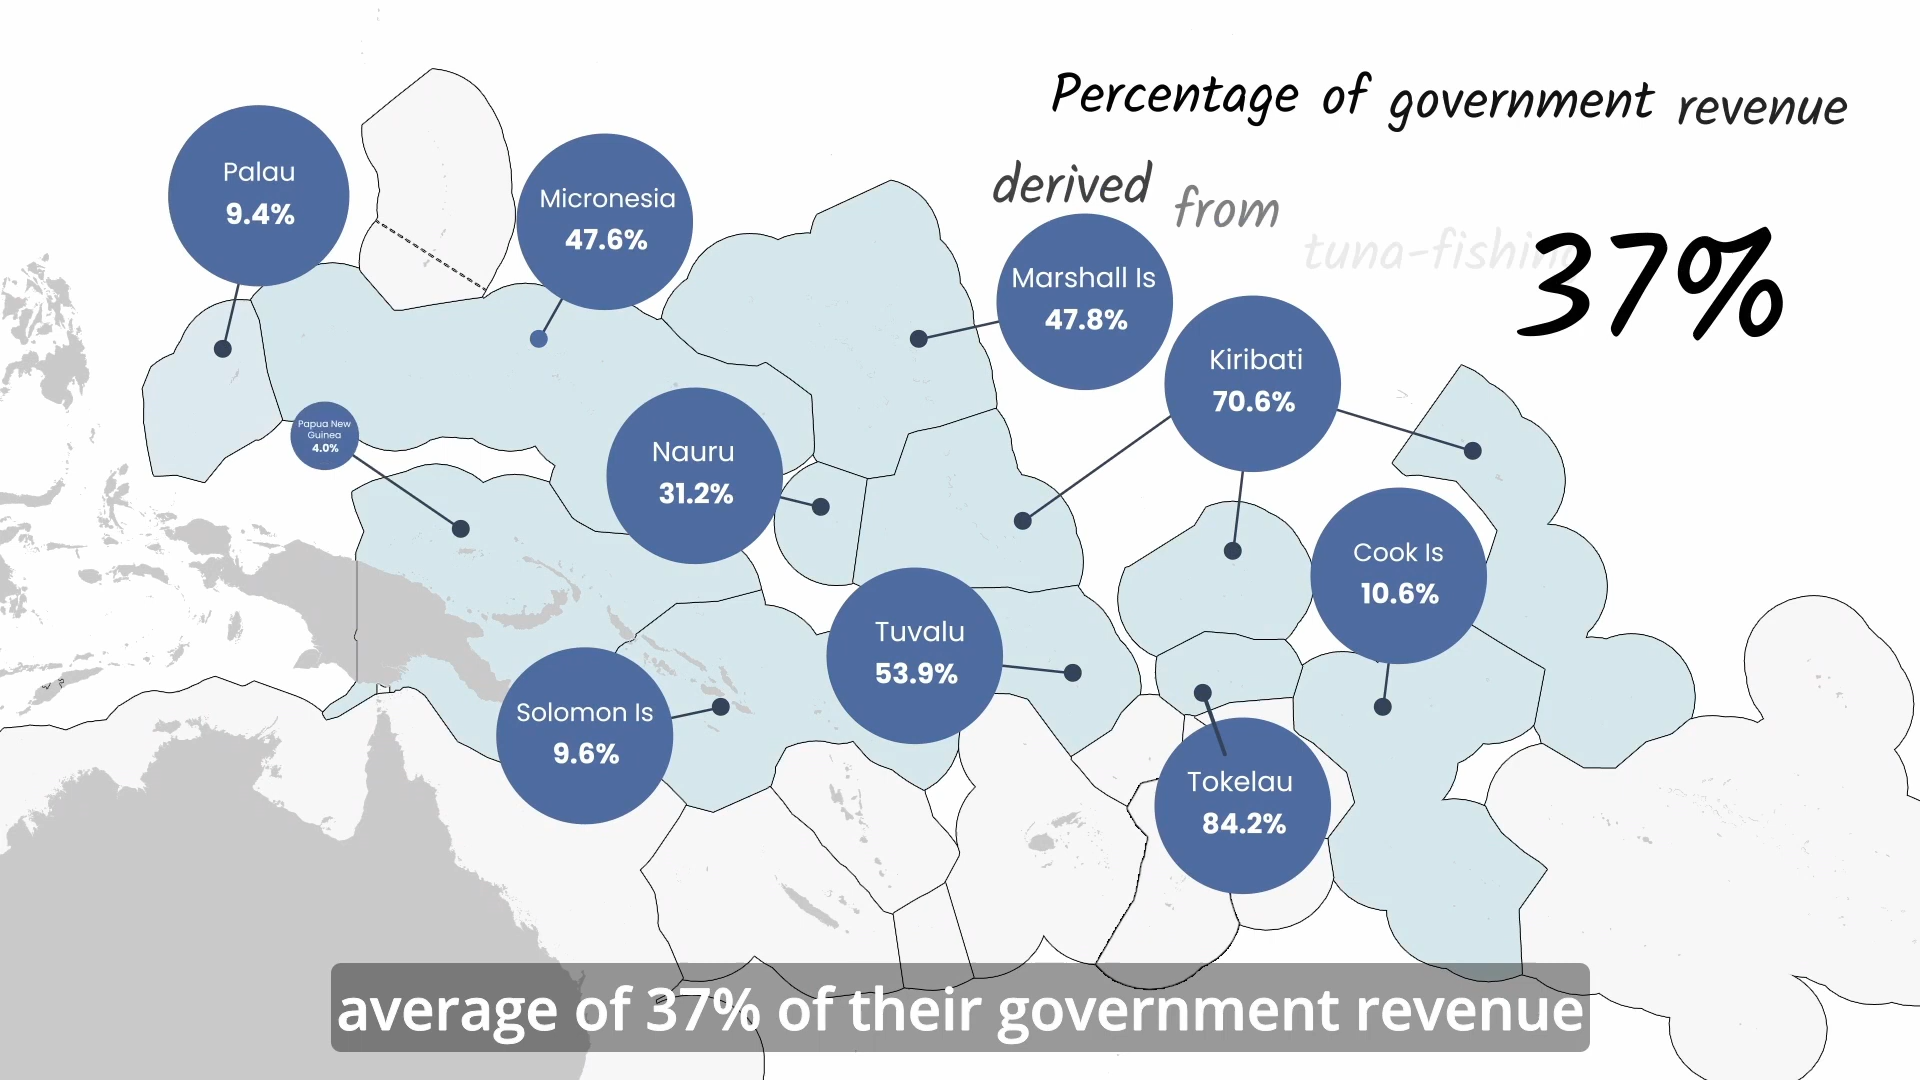 Percentage of government revenue
derived from
tuna-fishing
37%
Palau
9.4%
Micronesia
47.6%
Marshall Is
47.8%
Kiribati
70.6%
Papua New
Guinea
4.0%
Nauru
31.2%
Cook Is
10.6%
Tuvalu
53.9%
Solomon Is
9.6%
Tokelau
84.2%
average of 37% of their government revenue